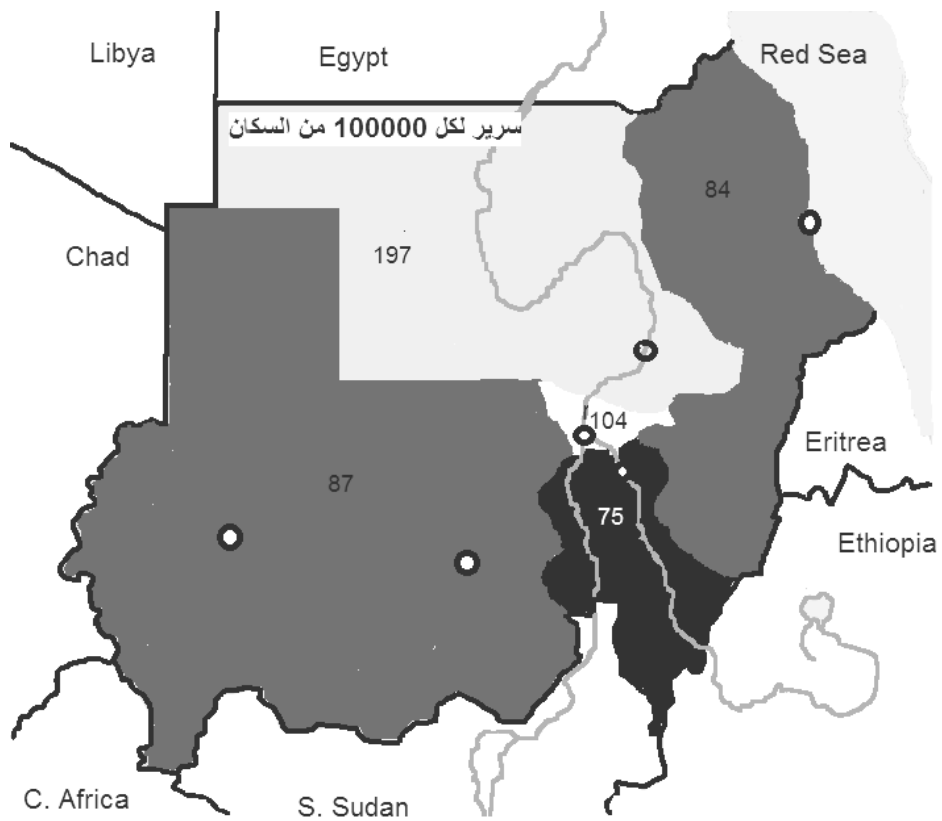 Libya
Egypt
Red Sea
سرير لكل 100000 من السكان
84
Chad
197
104
Eritrea
87
75
Ethiopia
C. Africa
S. Sudan